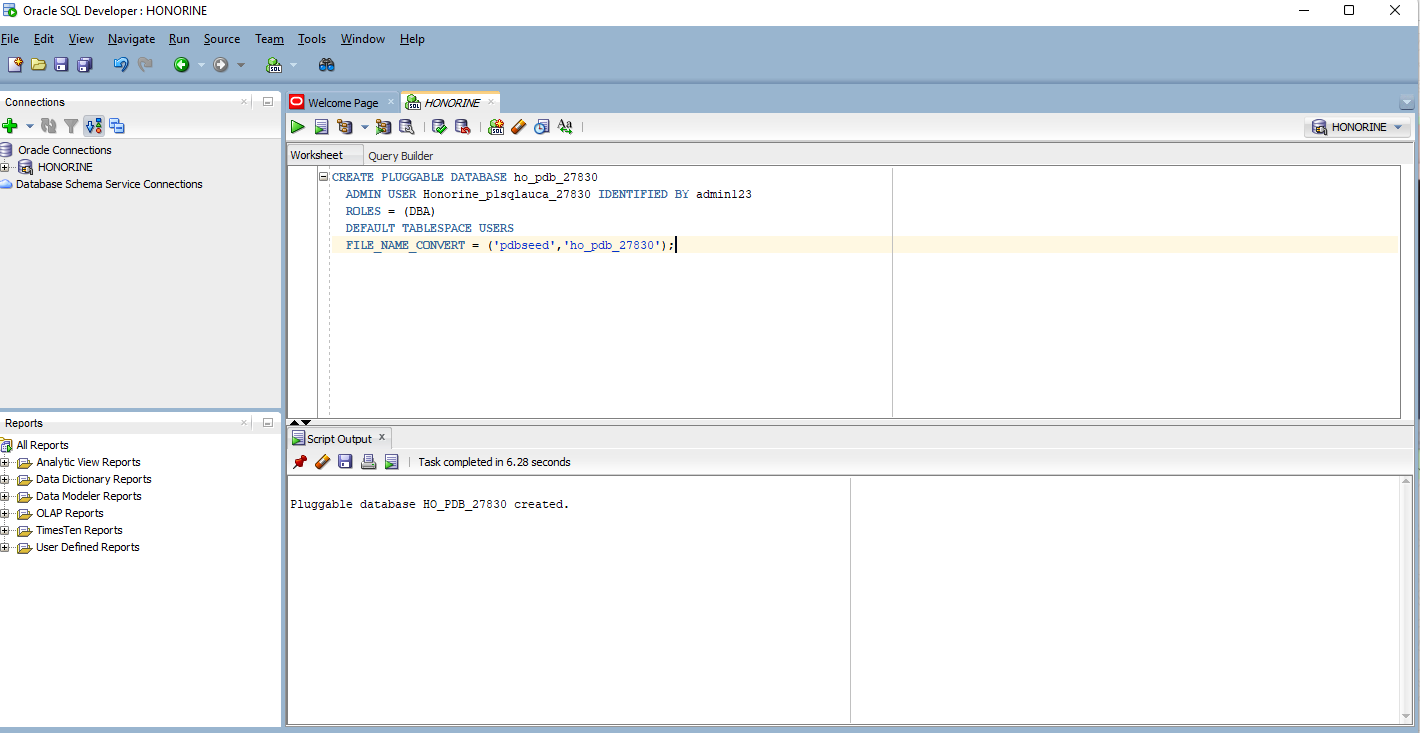 Oracle SQL Developer : HONORINE
File Edit View Navigate Run Source Team Tools Window Help
SQL
Connections
Oracle Connections
HONORINE
Database Schema Service Connections
Reports
All Reports
Analytic View Reports
Data Dictionary Reports
Data Modeler Reports
OLAP Reports
TimesTen Reports
User Defined Reports
Welcome Page
SQL HONORINE
SQL Aa
HONORINE
Worksheet Query Builder
CREATE PLUGGABLE DATABASE ho_pdb_27830
ADMIN USER Honorine_plsqlauca_27830 IDENTIFIED BY admin123
ROLES = (DBA)
DEFAULT TABLESPACE USERS
FILE_NAME_CONVERT = ('pdbseed','ho_pdb_27830');
Script Output
Task completed in 6.28 seconds
Pluggable database HO_PDB_27830 created.